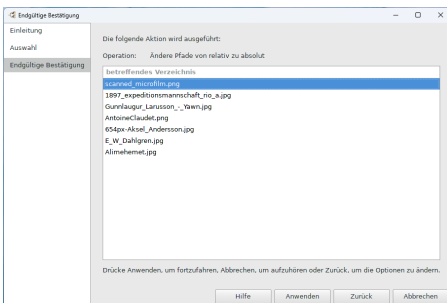 Endgültige Bestätigung
Einleitung
Auswahl
Endgültige Bestätigung
Die folgende Aktion wird ausgeführt:
Operation: Ändere Pfade von relativ zu absolut
betreffendes Verzeichnis
scanned_microfilm.png
1897_expeditionsmannschaft_rio_a.jpg
Gunnlaugur_Larusson_-_Yawn.jpg
AntoineClaudet.png
654px-Aksel_Andersson.jpg
E_W_Dahlgren.jpg
Alimehemet.jpg
Drücke Anwenden, um fortzufahren, Abbrechen, um aufzuhören oder Zurück, um die Optionen zu ändern.
Hilfe Anwenden Zurück Abbrechen